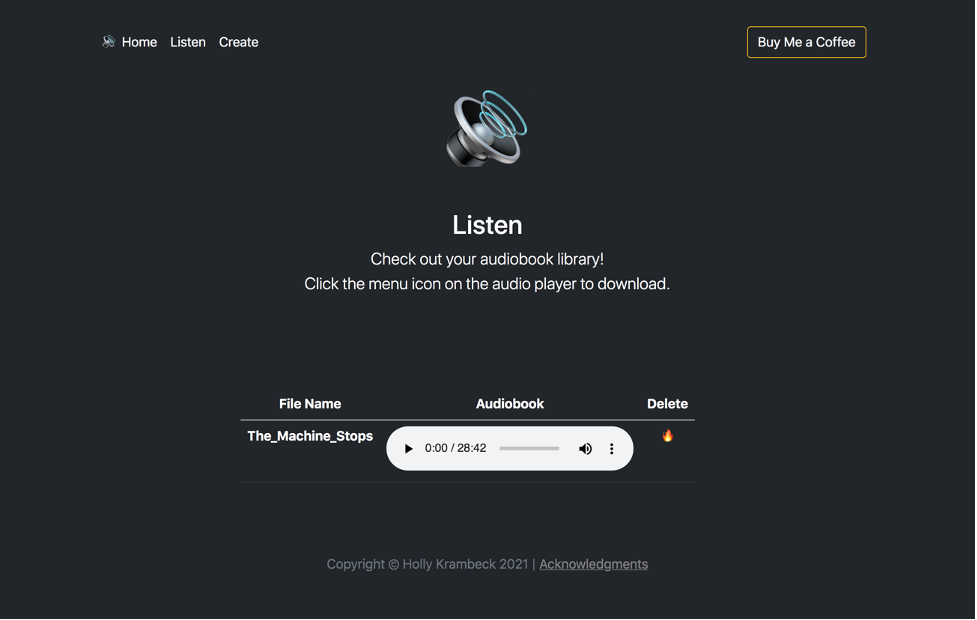 Home Listen Create Buy Me a Coffee
Listen
Check out your audiobook library!
Click the menu icon on the audio player to download.
File Name Audiobook Delete
The_Machine_Stops 0:00 / 28:42
Copyright © Holly Krambeck 2021 | Acknowledgments